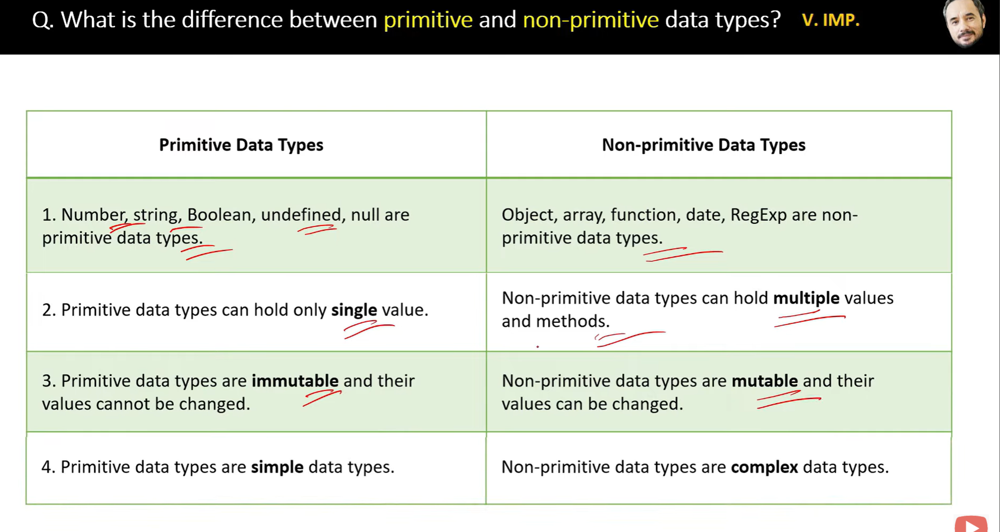 Q. What is the difference between primitive and non-primitive data types? V. IMP.
Primitive Data Types
Non-primitive Data Types
1. Number, string, Boolean, undefined, null are
primitive data types.
Object, array, function, date, RegExp are non-
primitive data types.
2. Primitive data types can hold only single value.
Non-primitive data types can hold multiple values
and methods.
3. Primitive data types are immutable and their
values cannot be changed.
Non-primitive data types are mutable and their
values can be changed.
4. Primitive data types are simple data types.
Non-primitive data types are complex data types.